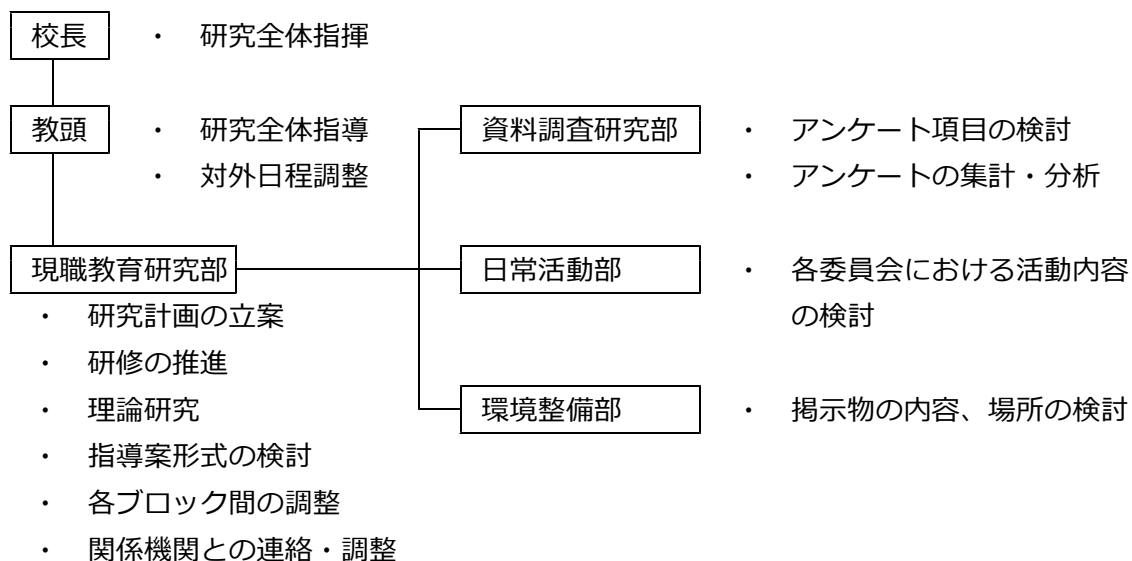 校長 ・ 研究全体指揮
教頭 ・ 研究全体指導
・ 対外日程調整
現職教育研究部
・ 研究計画の立案
・ 研修の推進
・ 理論研究
・ 指導案形式の検討
・ 各ブロック間の調整
・ 関係機関との連絡・調整
資料調査研究部 ・ アンケート項目の検討
・ アンケートの集計・分析
日常活動部 ・ 各委員会における活動内容
の検討
環境整備部 ・ 掲示物の内容、場所の検討